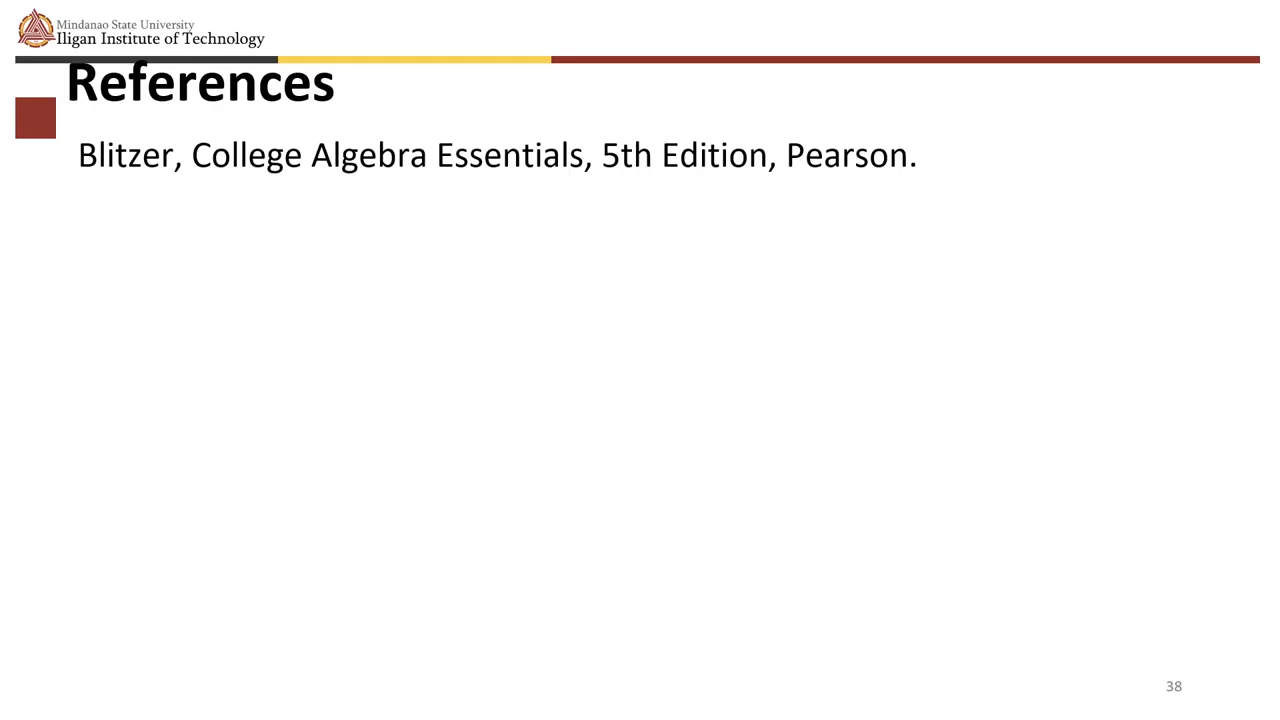 Mindanao State University
Iligan Institute of Technology
References
Blitzer, College Algebra Essentials, 5th Edition, Pearson.
38